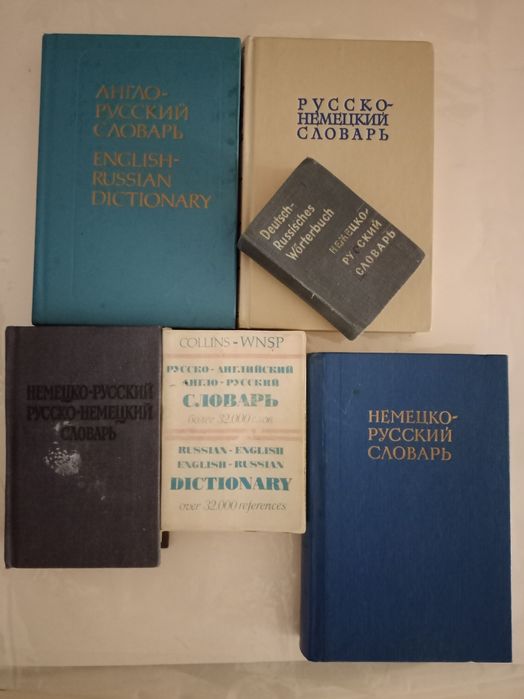 АНГЛО-
РУССКИЙ
СЛОВАРЬ
ENGLISH-
RUSSIAN
DICTIONARY
РУССКО-
НЕМЕЦКИЙ
СЛОВАРЬ
Deutsch-
Russisches
Wörterbuch
НЕМЕЦКО-
РУССКИЙ
СЛОВАРЬ
НЕМЕЦКО-РУССКИЙ
РУССКО-НЕМЕЦКИЙ
СЛОВАРЬ
COLLINS-WNSP
РУССКО-АНГЛИЙСКИЙ
АНГЛО-РУССКИЙ
СЛОВАРЬ
более 32.000 слов
RUSSIAN-ENGLISH
ENGLISH-RUSSIAN
DICTIONARY
over 32.000 references
НЕМЕЦКО-
РУССКИЙ
СЛОВАРЬ